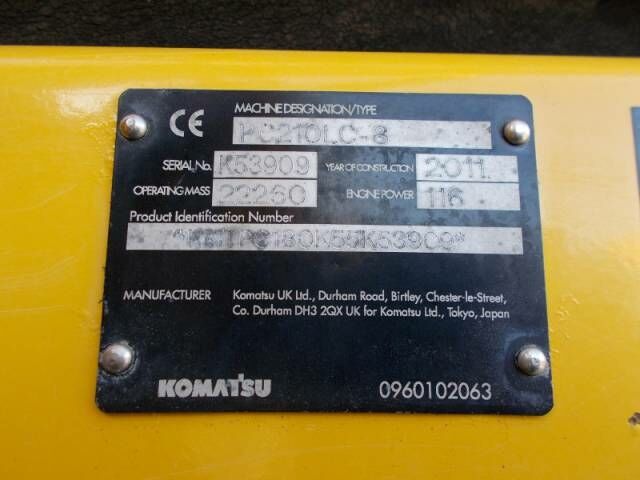 CE
MACHINE DESIGNATION/TYPE
PC210LC-8
SERIAL No. K53909 YEAR OF CONSTRUCTION 2011
OPERATING MASS 22260 ENGINE POWER 116
Product Identification Number
MANUFACTURER Komatsu UK Ltd., Durham Road, Birtley, Chester-le-Street,
Co. Durham DH3 2QX UK for Komatsu Ltd., Tokyo, Japan
KOMATSU 0960102063